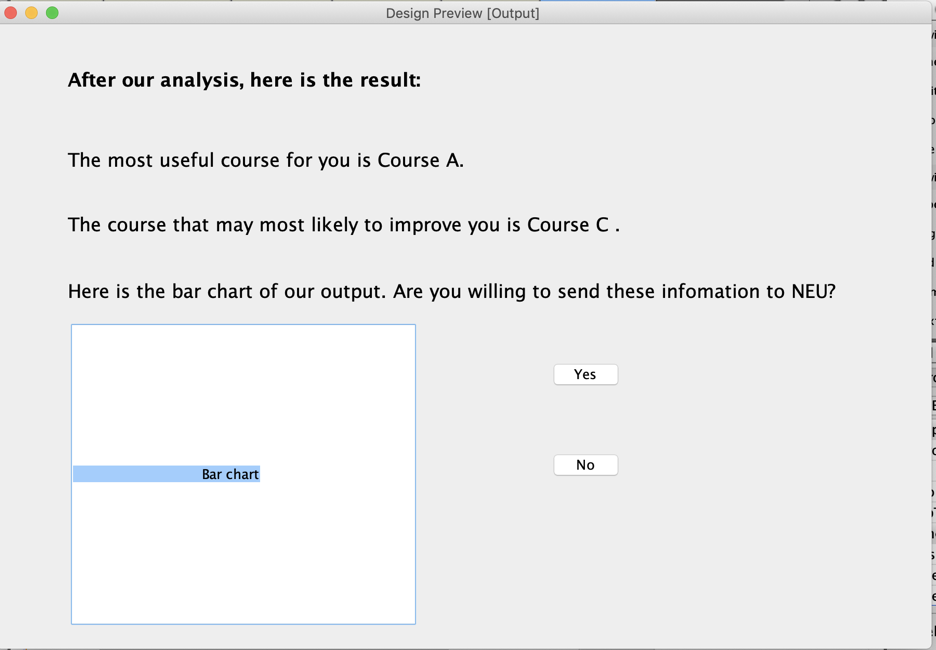 Design Preview [Output]
After our analysis, here is the result:
The most useful course for you is Course A.
The course that may most likely to improve you is Course C .
Here is the bar chart of our output. Are you willing to send these infomation to NEU?
Yes
Bar chart
No